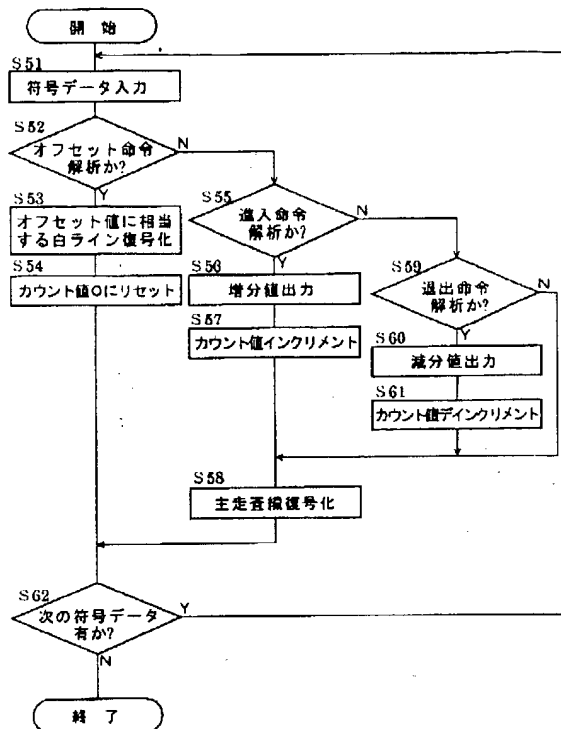 開始
S51
符号データ入力
S52
オフセット命令
解析か?
N
Y
S53
オフセット値に相当
する白ライン復号化
S54
カウント値0にリセット
S55
進入命令
解析か?
N
Y
S56
増分値出力
S57
カウント値インクリメント
S59
退出命令
解析か?
N
Y
S60
減分値出力
S61
カウント値デインクリメント
S58
主走査線復号化
S62
次の符号データ
有か?
Y
N
終了